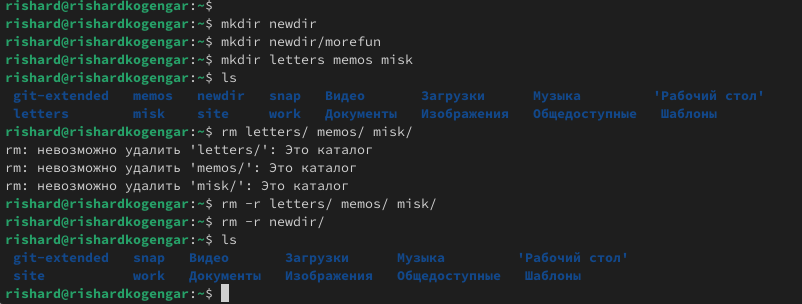 rishard@rishardkogengar:~$
rishard@rishardkogengar:~$ mkdir newdir
rishard@rishardkogengar:~$ mkdir newdir/morefun
rishard@rishardkogengar:~$ mkdir letters memos misk
rishard@rishardkogengar:~$ ls
git-extended memos newdir snap Видео Загрузки Музыка 'Рабочий стол'
letters misk site work Документы Изображения Общедоступные Шаблоны
rishard@rishardkogengar:~$ rm letters/ memos/ misk/
rm: невозможно удалить 'letters/': Это каталог
rm: невозможно удалить 'memos/': Это каталог
rm: невозможно удалить 'misk/': Это каталог
rishard@rishardkogengar:~$ rm -r letters/ memos/ misk/
rishard@rishardkogengar:~$ rm -r newdir/
rishard@rishardkogengar:~$ ls
git-extended snap Видео Загрузки Музыка 'Рабочий стол'
site work Документы Изображения Общедоступные Шаблоны
rishard@rishardkogengar:~$